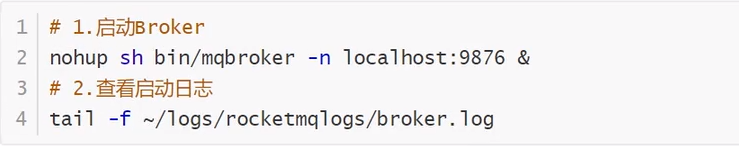 1 # 1.启动Broker
2 nohup sh bin/mqbroker -n localhost:9876 &
3 # 2.查看启动日志
4 tail -f ~/logs/rocketmqlogs/broker.log